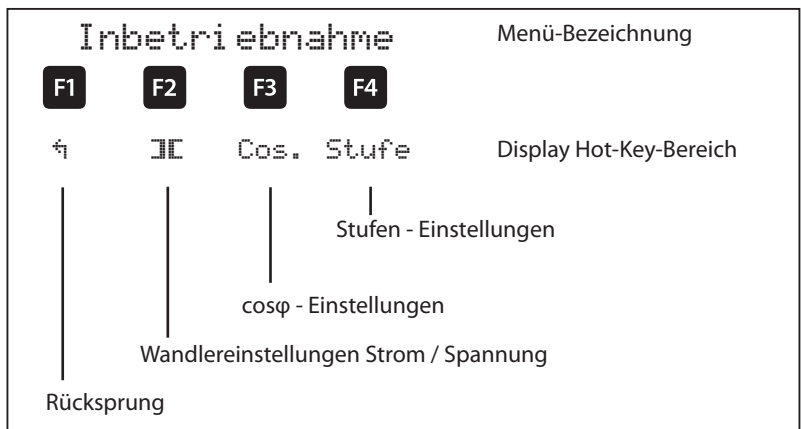 Inbetriebnahme Menü-Bezeichnung
F1 F2 F3 F4
Cos. Stufe Display Hot-Key-Bereich
Stufen - Einstellungen
cosφ - Einstellungen
Wandlereinstellungen Strom / Spannung
Rücksprung